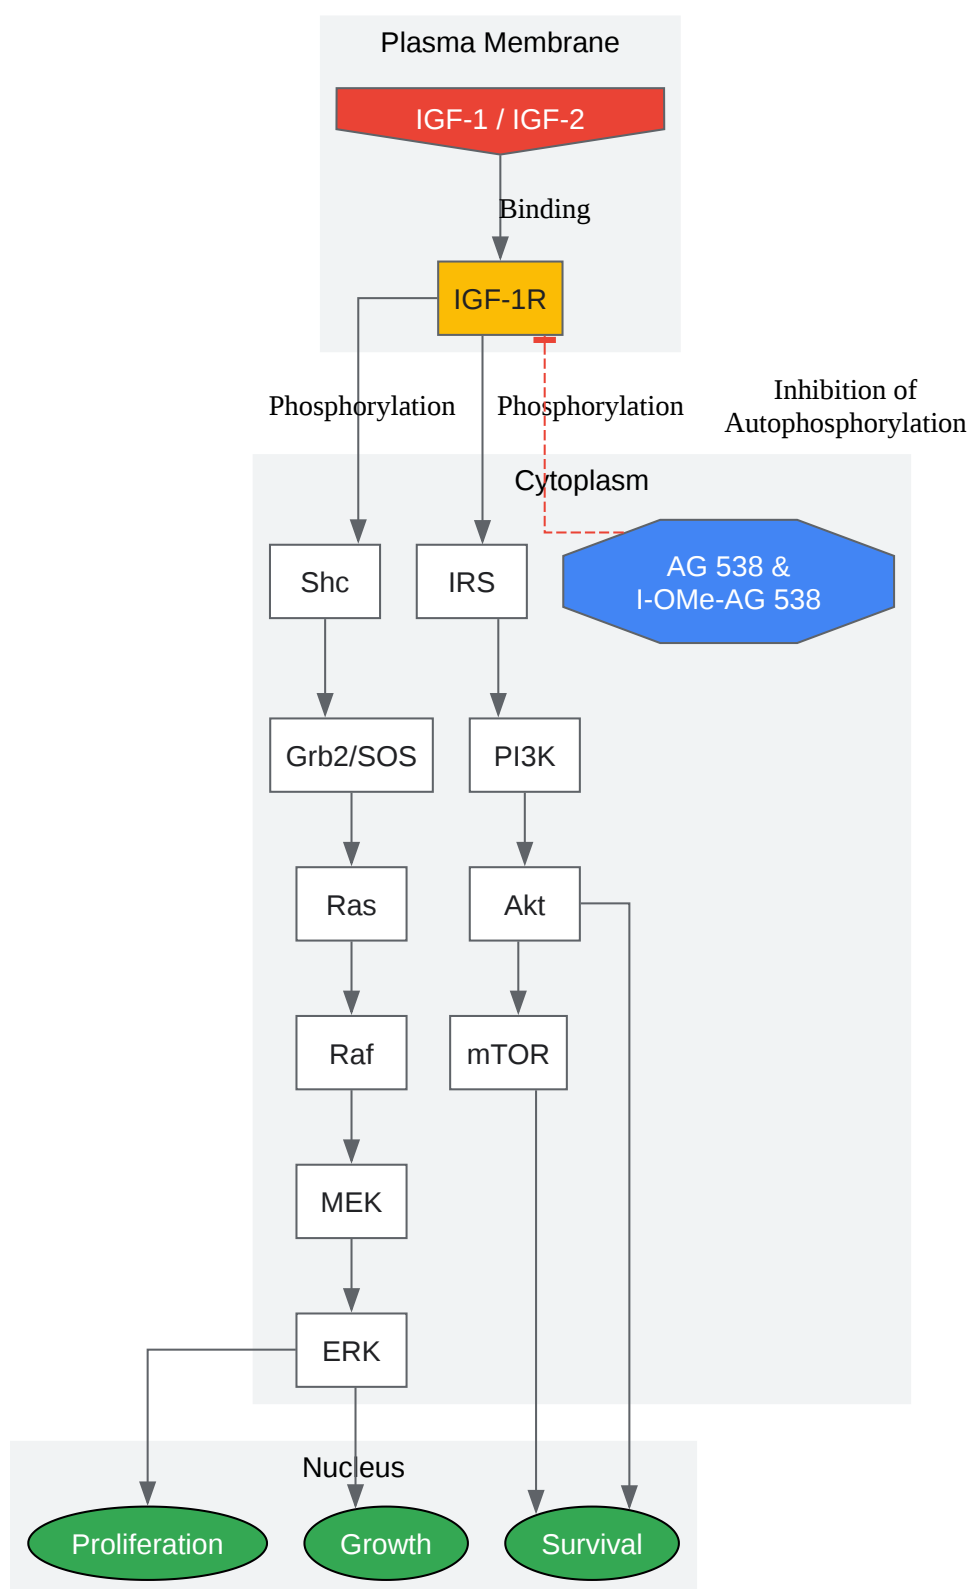 Plasma Membrane
IGF-1 / IGF-2
Binding
IGF-1R
Phosphorylation
Phosphorylation
Inhibition of
Autophosphorylation
Cytoplasm
Shc
IRS
AG 538 &
I-OMe-AG 538
Grb2/SOS
PI3K
Ras
Akt
Raf
mTOR
MEK
ERK
Nucleus
Proliferation
Growth
Survival